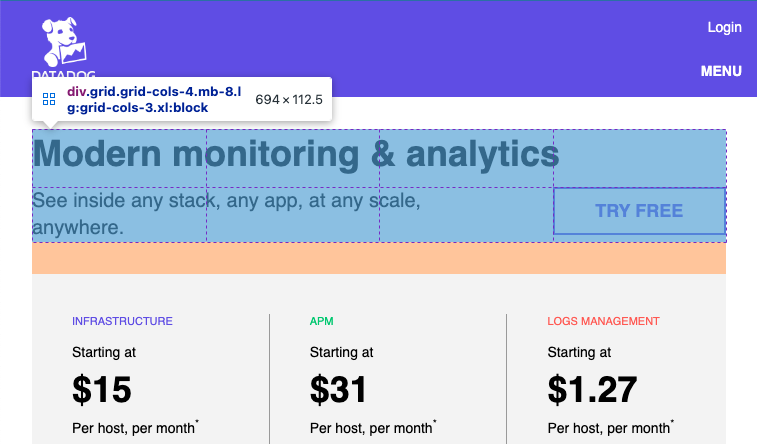 Login
DATADOG
MENU
div.grid.grid-cols-4.mb-8.l
g:grid-cols-3.xl:block
694 × 112.5
Modern monitoring & analytics
See inside any stack, any app, at any scale,
anywhere.
TRY FREE
INFRASTRUCTURE
APM
LOGS MANAGEMENT
Starting at
Starting at
Starting at
$15
$31
$1.27
Per host, per month*
Per host, per month*
Per host, per month*